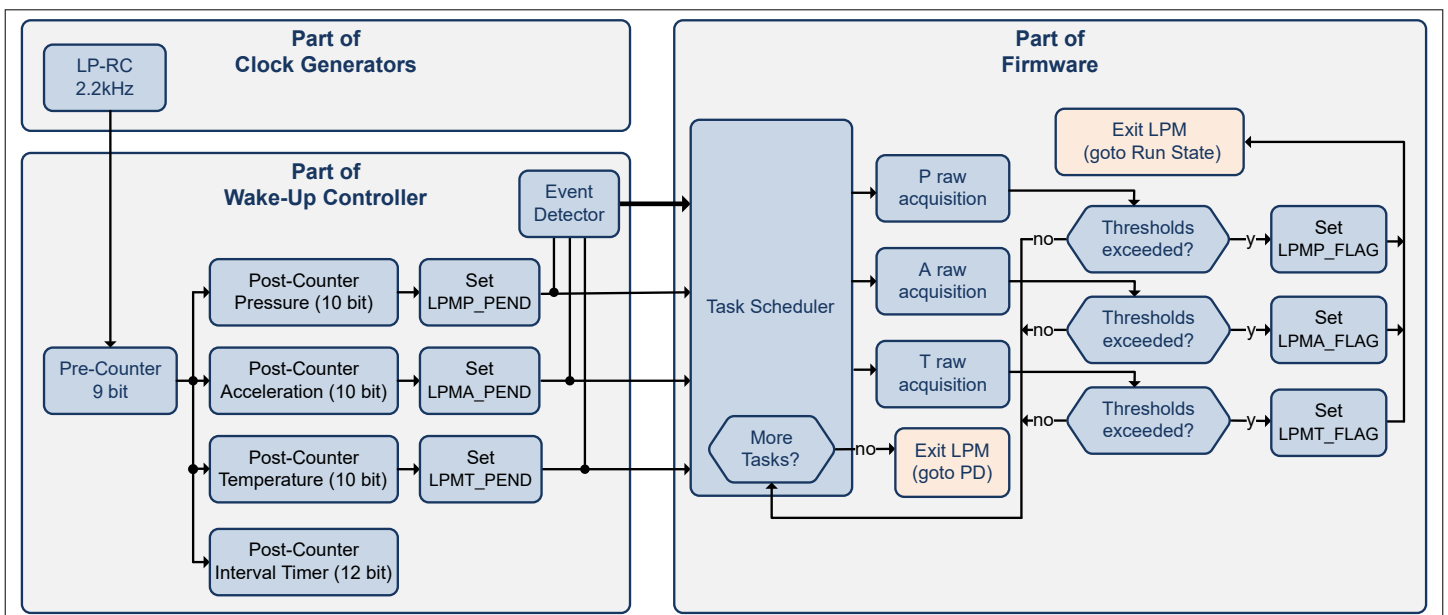 Part of
Clock Generators
LP-RC
2.2kHz
Part of
Wake-Up Controller
Event
Detector
Pre-Counter
9 bit
Post-Counter
Pressure (10 bit)
Set
LPMP_PEND
Post-Counter
Acceleration (10 bit)
Set
LPMA_PEND
Post-Counter
Temperature (10 bit)
Set
LPMT_PEND
Post-Counter
Interval Timer (12 bit)
Part of
Firmware
Task Scheduler
More
Tasks?
no
Exit LPM
(goto PD)
P raw
acquisition
A raw
acquisition
T raw
acquisition
Exit LPM
(goto Run State)
no
Thresholds
exceeded?
y
Set
LPMP_FLAG
no
Thresholds
exceeded?
y
Set
LPMA_FLAG
no
Thresholds
exceeded?
y
Set
LPMT_FLAG